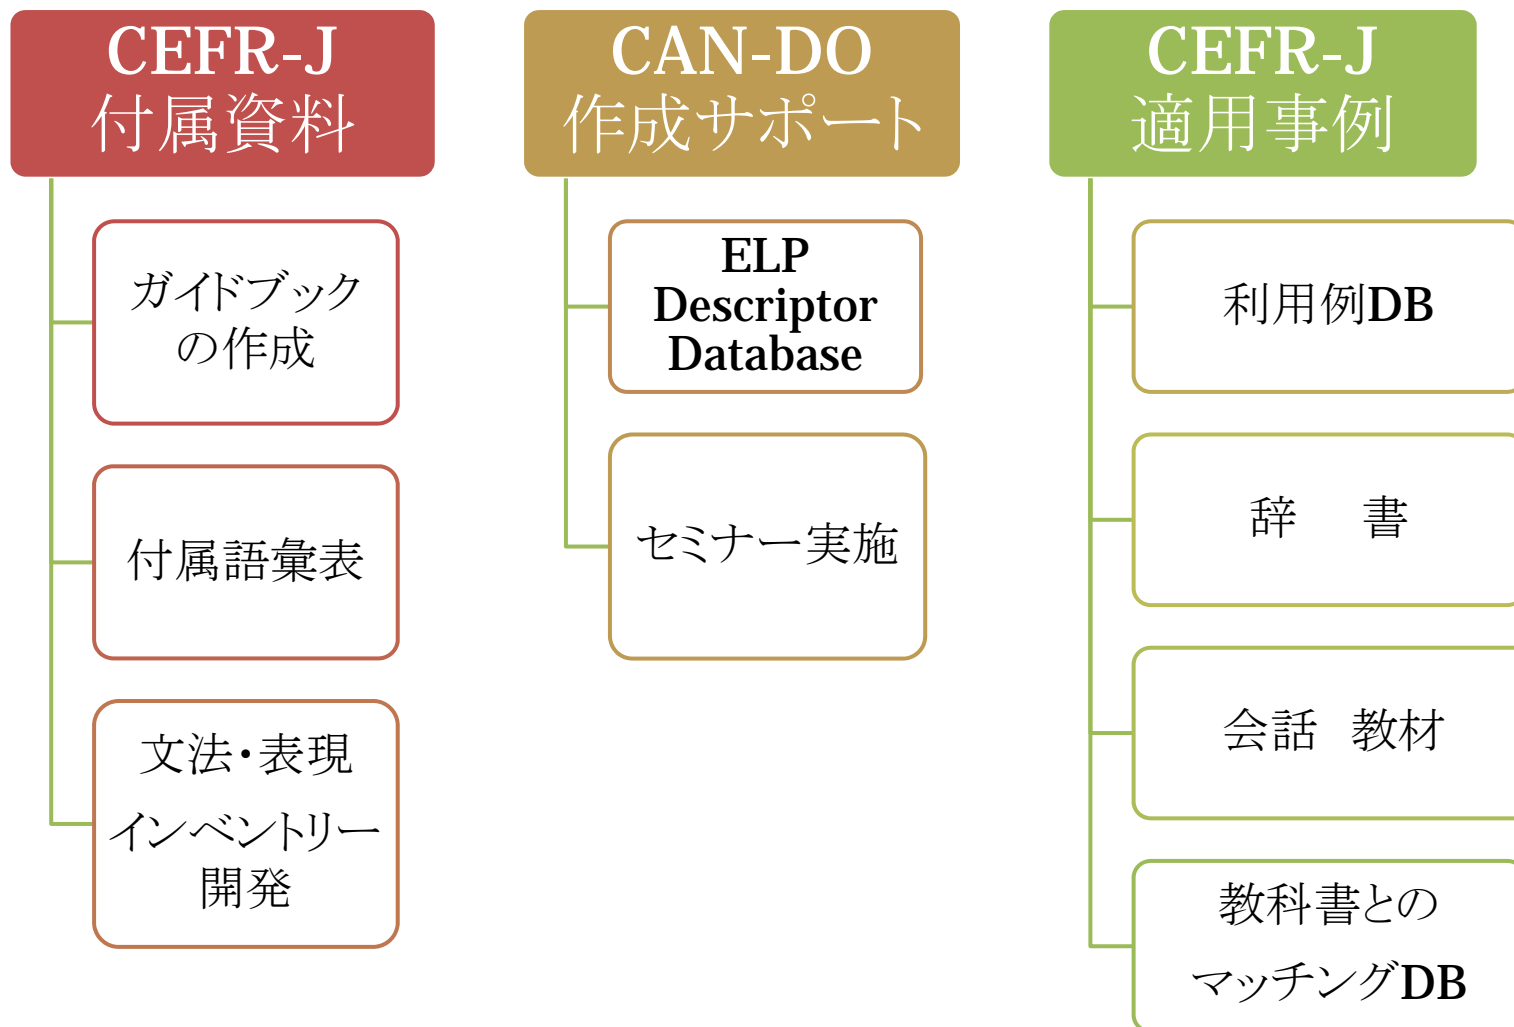 CEFR-J
付属資料
ガイドブック
の作成
付属語彙表
文法・表現
インベントリー
開発
CAN-DO
作成サポート
ELP
Descriptor
Database
セミナー実施
CEFR-J
適用事例
利用例DB
辞　書
会話　教材
教科書との
マッチングDB